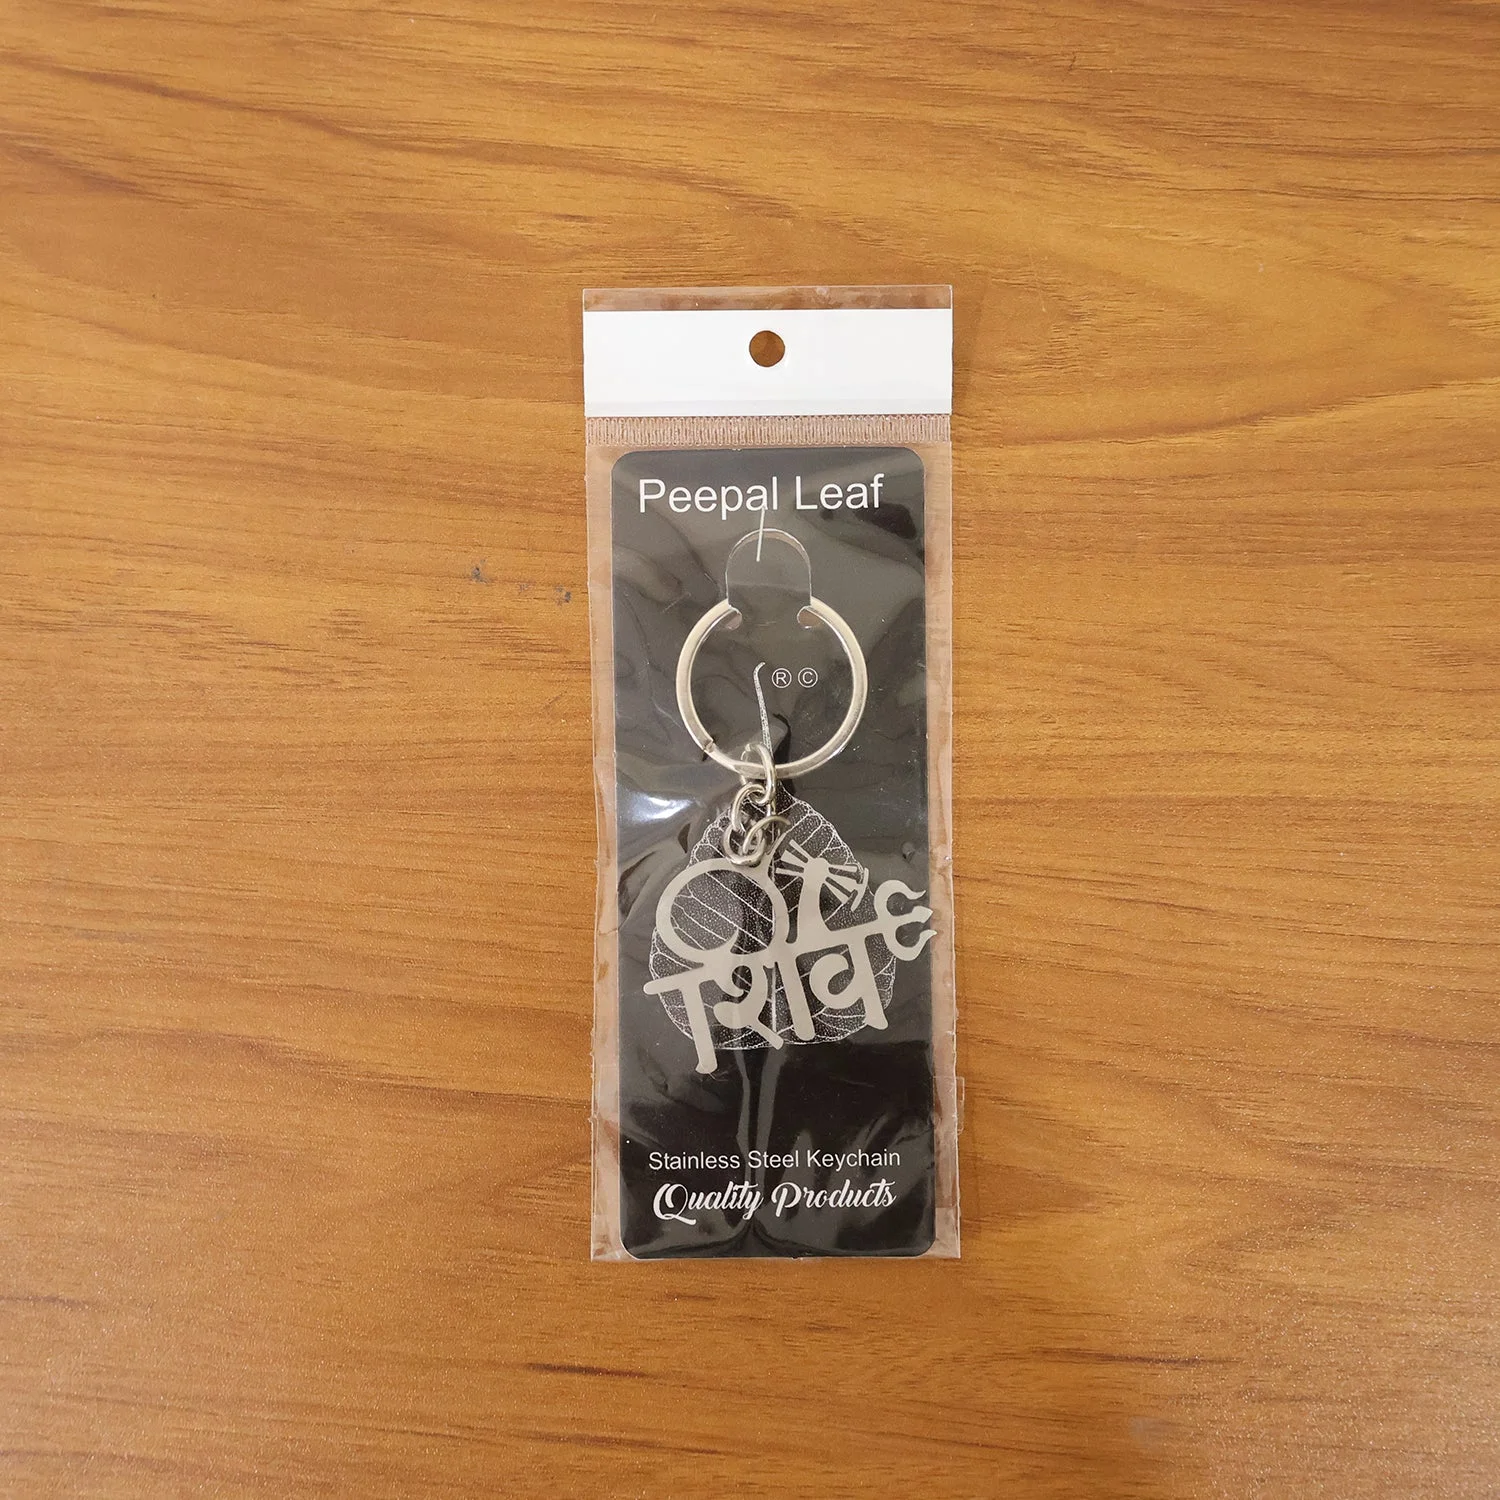 Peepal Leaf
® ©
शिव
Stainless Steel Keychain
Quality Products